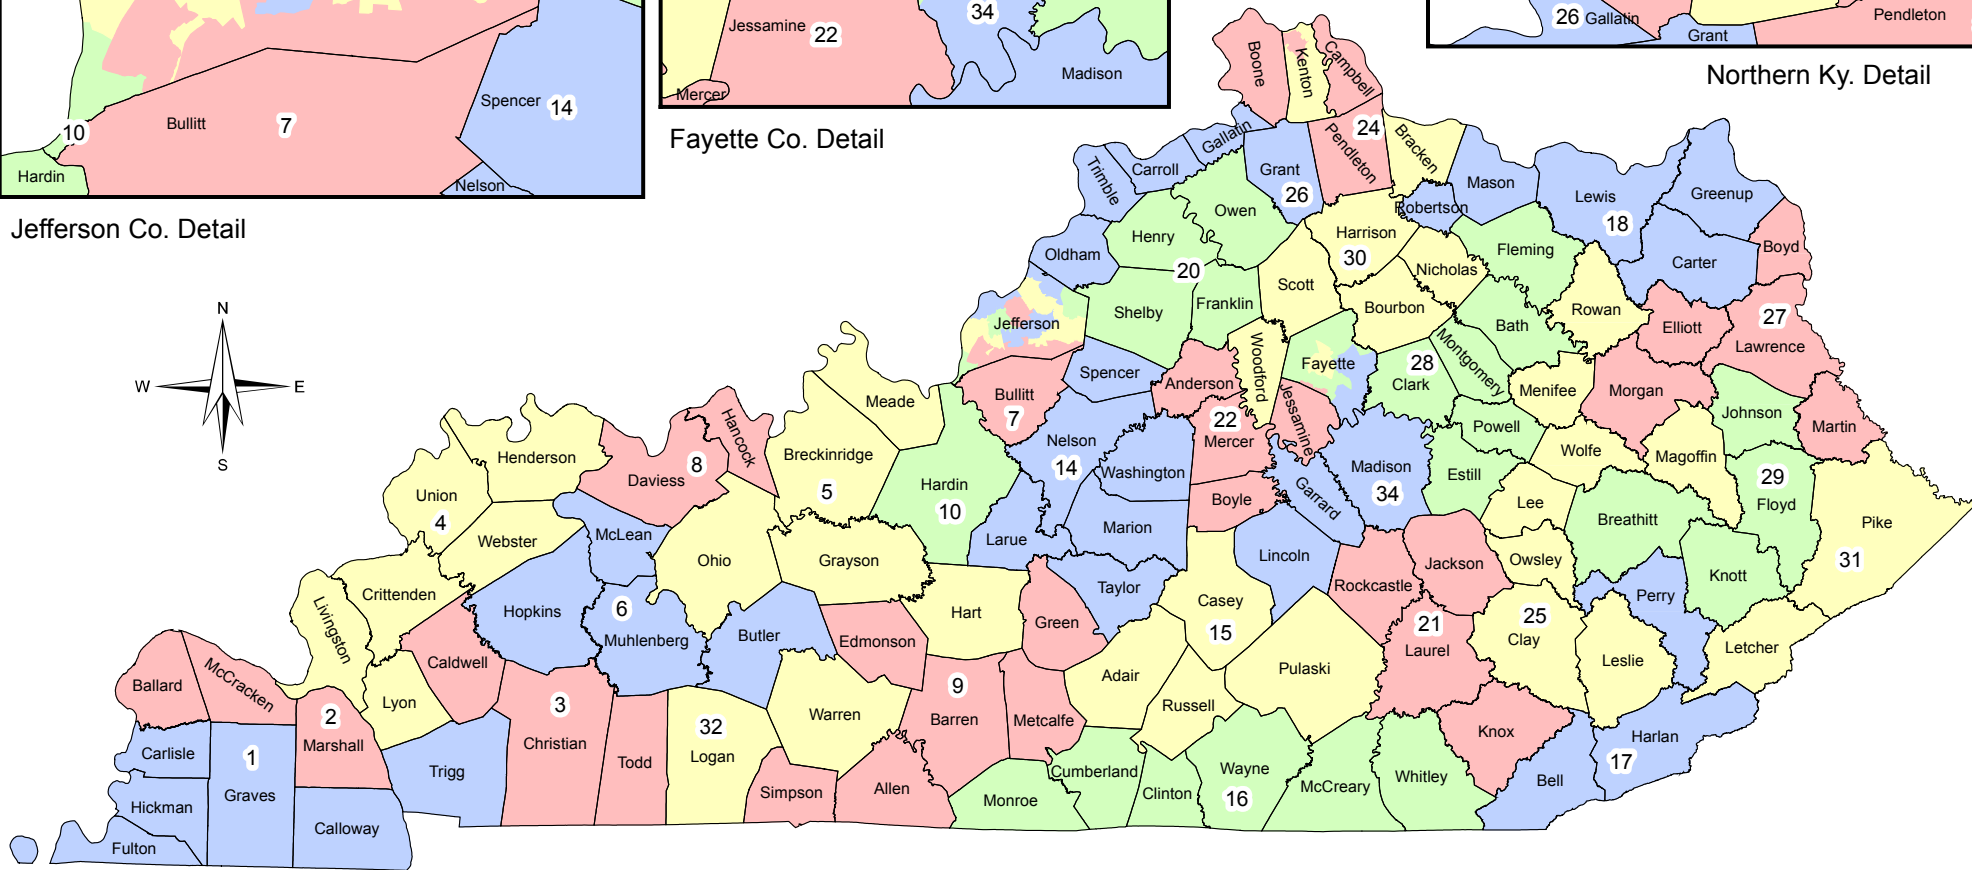 Jessamine 22
34
Madison
Mercer
Fayette Co. Detail
26 Gallatin
Grant
Pendleton
Northern Ky. Detail
Spencer 14
Bullitt 7
10
Hardin
Nelson
Jefferson Co. Detail
N
W
E
S
Boone
Kenton
Campbell
24
Pendleton
Bracken
Gallatin
Carroll
Trimble
Grant
26
Mason
Robertson
Lewis
18
Greenup
Owen
Henry
20
Harrison
30
Fleming
Boyd
Oldham
Carter
Nicholas
Scott
Bourbon
Rowan
Shelby
Franklin
Jefferson
Bath
Elliott
27
Lawrence
Montgomery
Woodford
Fayette
28
Clark
Spencer
Anderson
Menifee
Morgan
Bullitt
7
Jessamine
Johnson
Martin
Meade
Hancock
22
Mercer
Powell
Nelson
14
Washington
Wolfe
Magoffin
Henderson
Breckinridge
5
Daviess
8
Madison
34
Estill
29
Floyd
Union
4
Hardin
10
Boyle
Garrard
Lee
Breathitt
Pike
31
Webster
McLean
Larue
Marion
Ohio
Grayson
Lincoln
Owsley
Jackson
Rockcastle
Knott
Crittenden
Taylor
Perry
Livingston
Hopkins
6
Muhlenberg
Butler
Hart
Casey
15
Green
25
Clay
21
Laurel
Edmonson
Letcher
Leslie
Caldwell
Pulaski
Ballard
McCracken
Adair
9
Barren
Metcalfe
Lyon
3
Christian
Russell
Warren
2
Marshall
32
Logan
Knox
Harlan
17
Carlisle
1
Graves
Trigg
Todd
Cumberland
Wayne
16
Whitley
Bell
McCreary
Clinton
Simpson
Allen
Monroe
Hickman
Calloway
Fulton